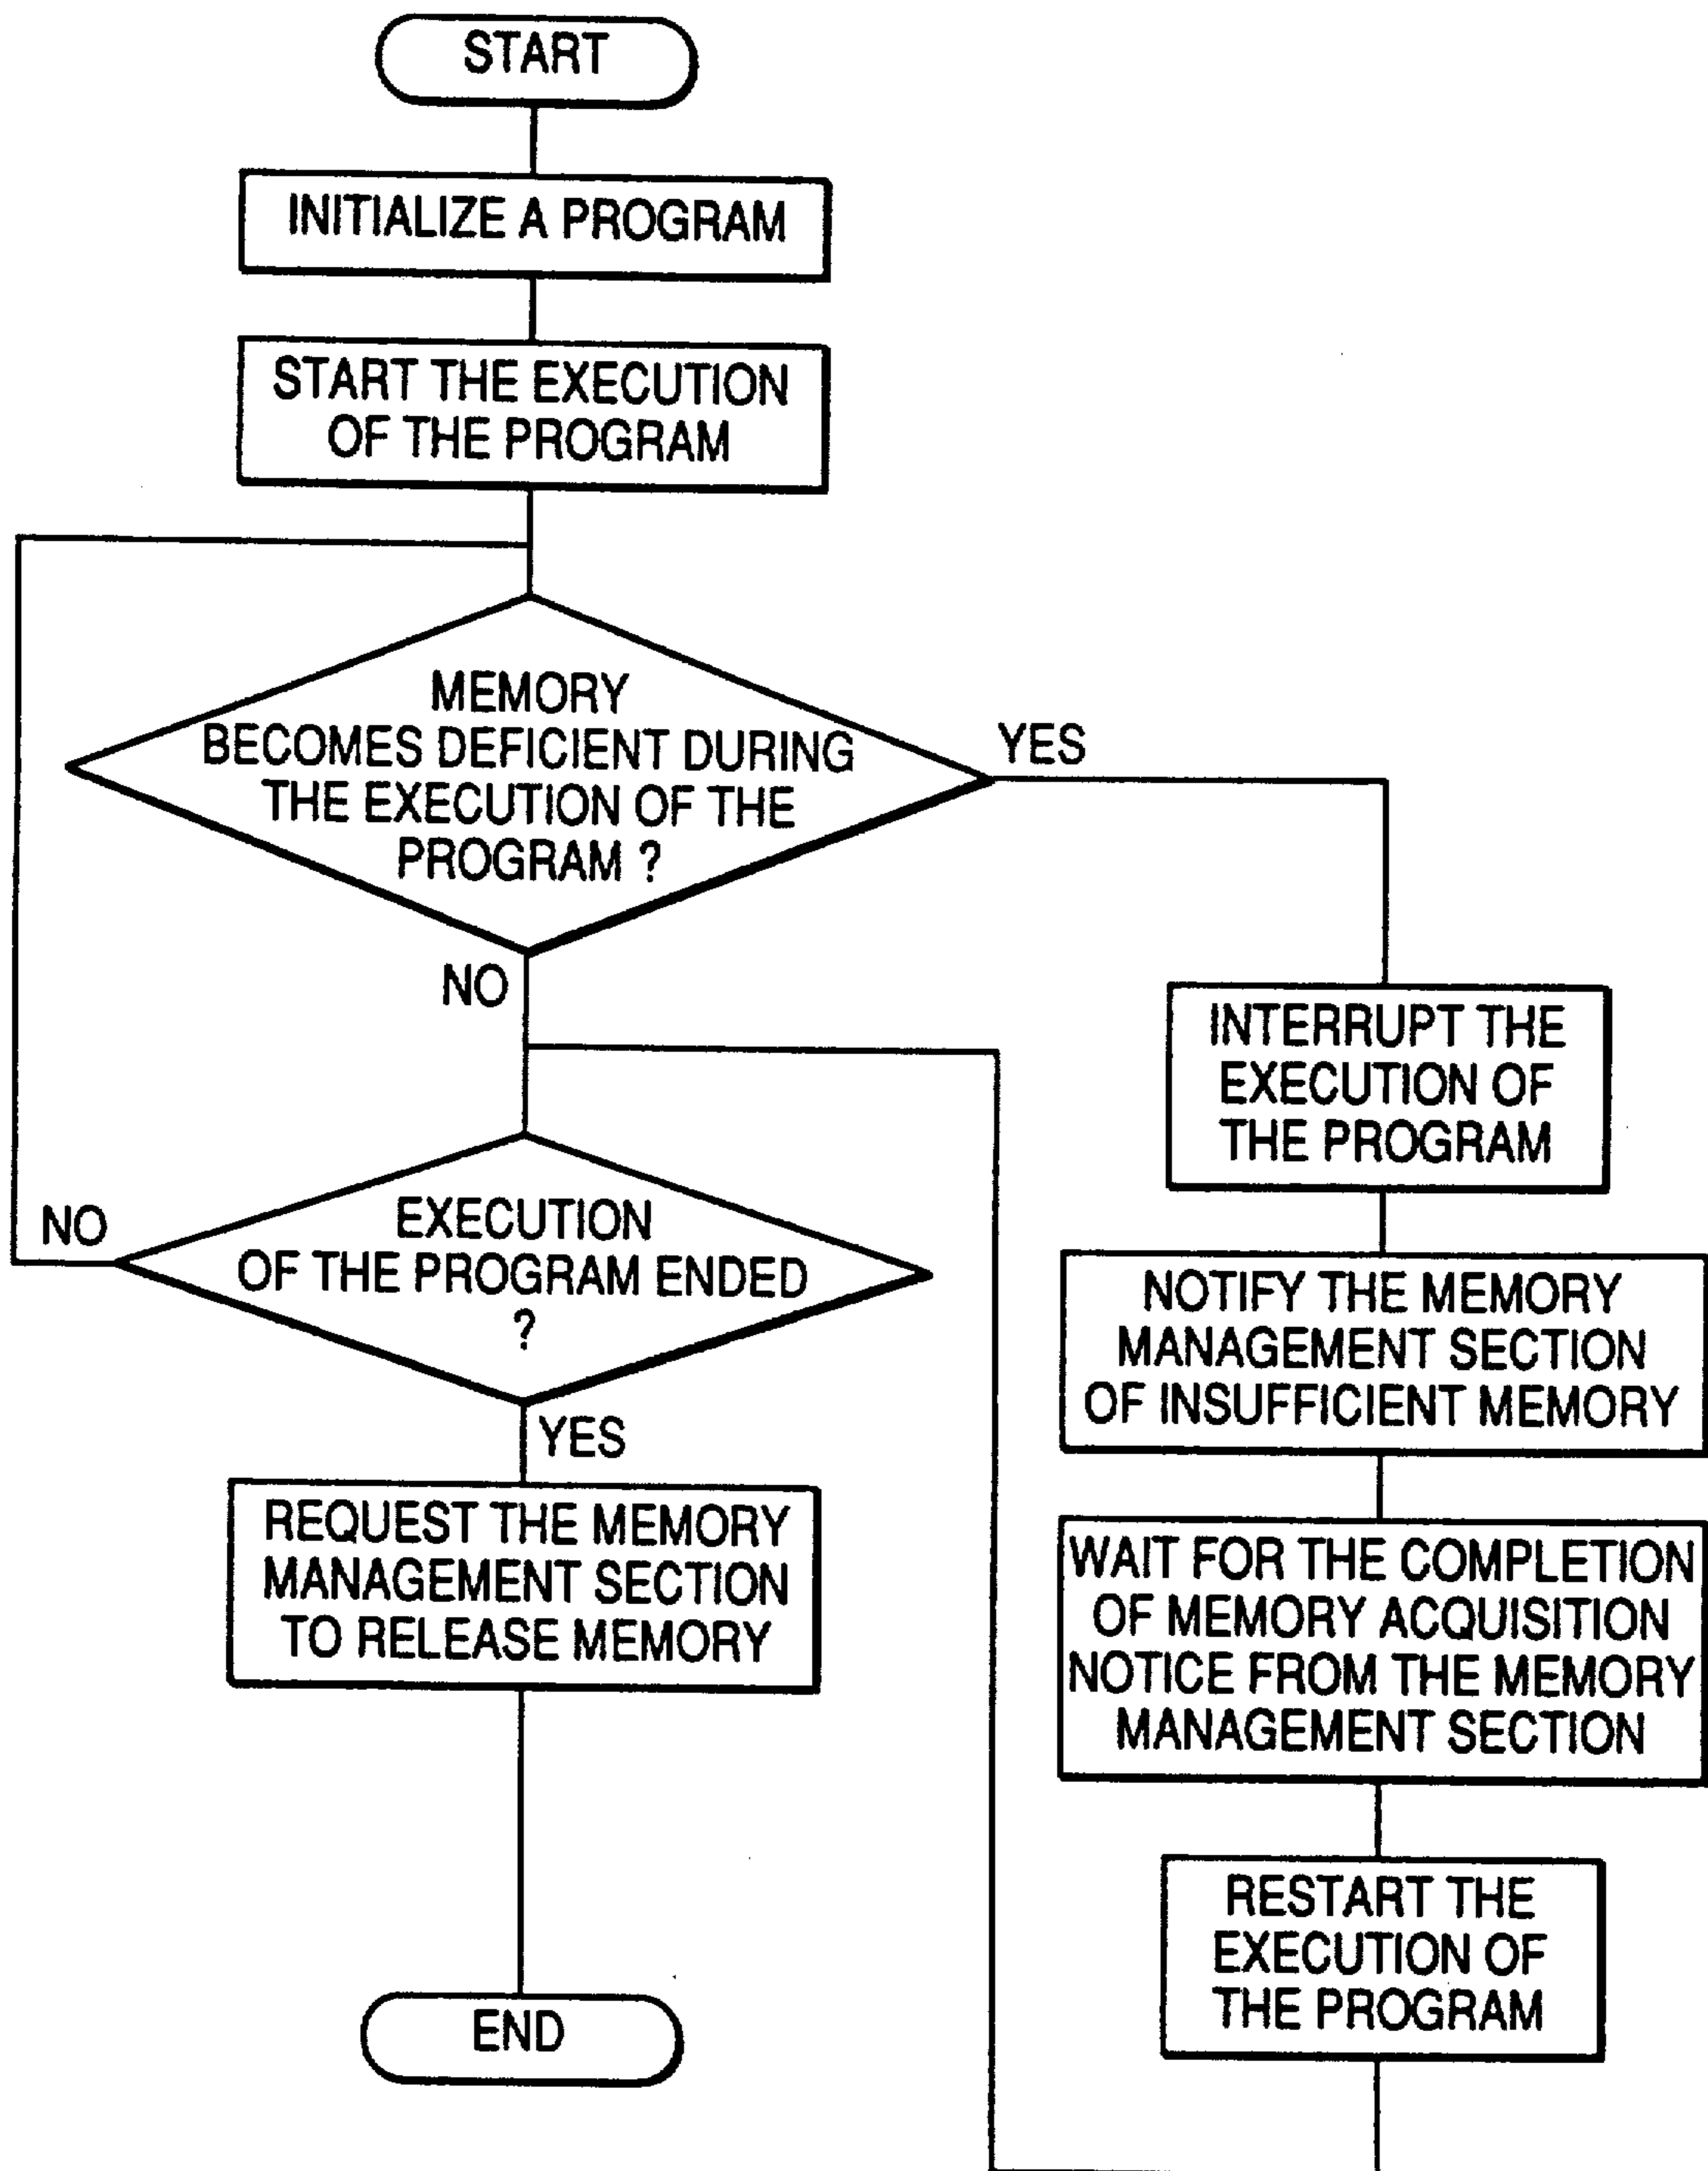 START
INITIALIZE A PROGRAM
START THE EXECUTION
OF THE PROGRAM
MEMORY
BECOMES DEFICIENT DURING
THE EXECUTION OF THE
PROGRAM ?
YES
NO
INTERRUPT THE
EXECUTION OF
THE PROGRAM
NOTIFY THE MEMORY
MANAGEMENT SECTION
OF INSUFFICIENT MEMORY
WAIT FOR THE COMPLETION
OF MEMORY ACQUISITION
NOTICE FROM THE MEMORY
MANAGEMENT SECTION
RESTART THE
EXECUTION OF
THE PROGRAM
EXECUTION
OF THE PROGRAM ENDED
?
NO
YES
REQUEST THE MEMORY
MANAGEMENT SECTION
TO RELEASE MEMORY
END